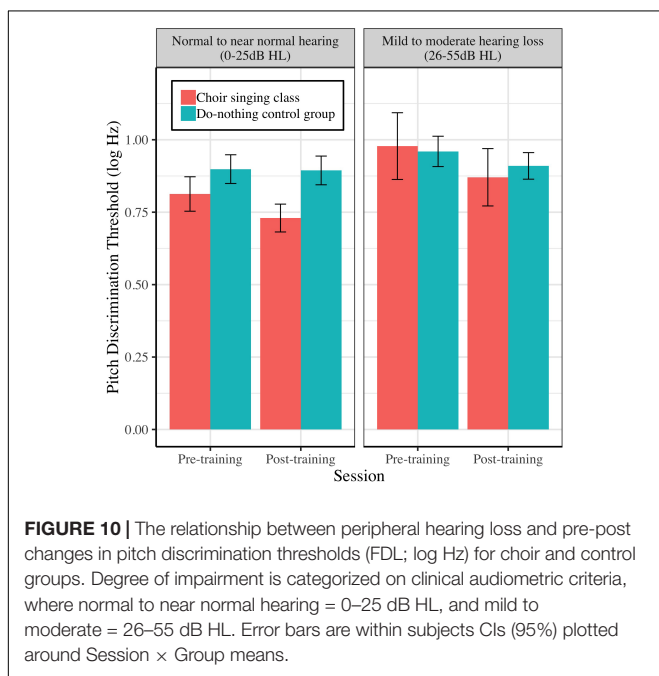 Normal to near normal hearing
(0-25dB HL)
Mild to moderate hearing loss
(26-55dB HL)
Choir singing class
Do-nothing control group
Pitch Discrimination Threshold (log Hz)
1.00
0.75
0.50
0.25
0.00
Pre-training
Post-training
Pre-training
Post-training
Session
FIGURE 10 | The relationship between peripheral hearing loss and pre-post
changes in pitch discrimination thresholds (FDL; log Hz) for choir and control
groups. Degree of impairment is categorized on clinical audiometric criteria,
where normal to near normal hearing = 0–25 dB HL, and mild to
moderate = 26–55 dB HL. Error bars are within subjects CIs (95%) plotted
around Session × Group means.